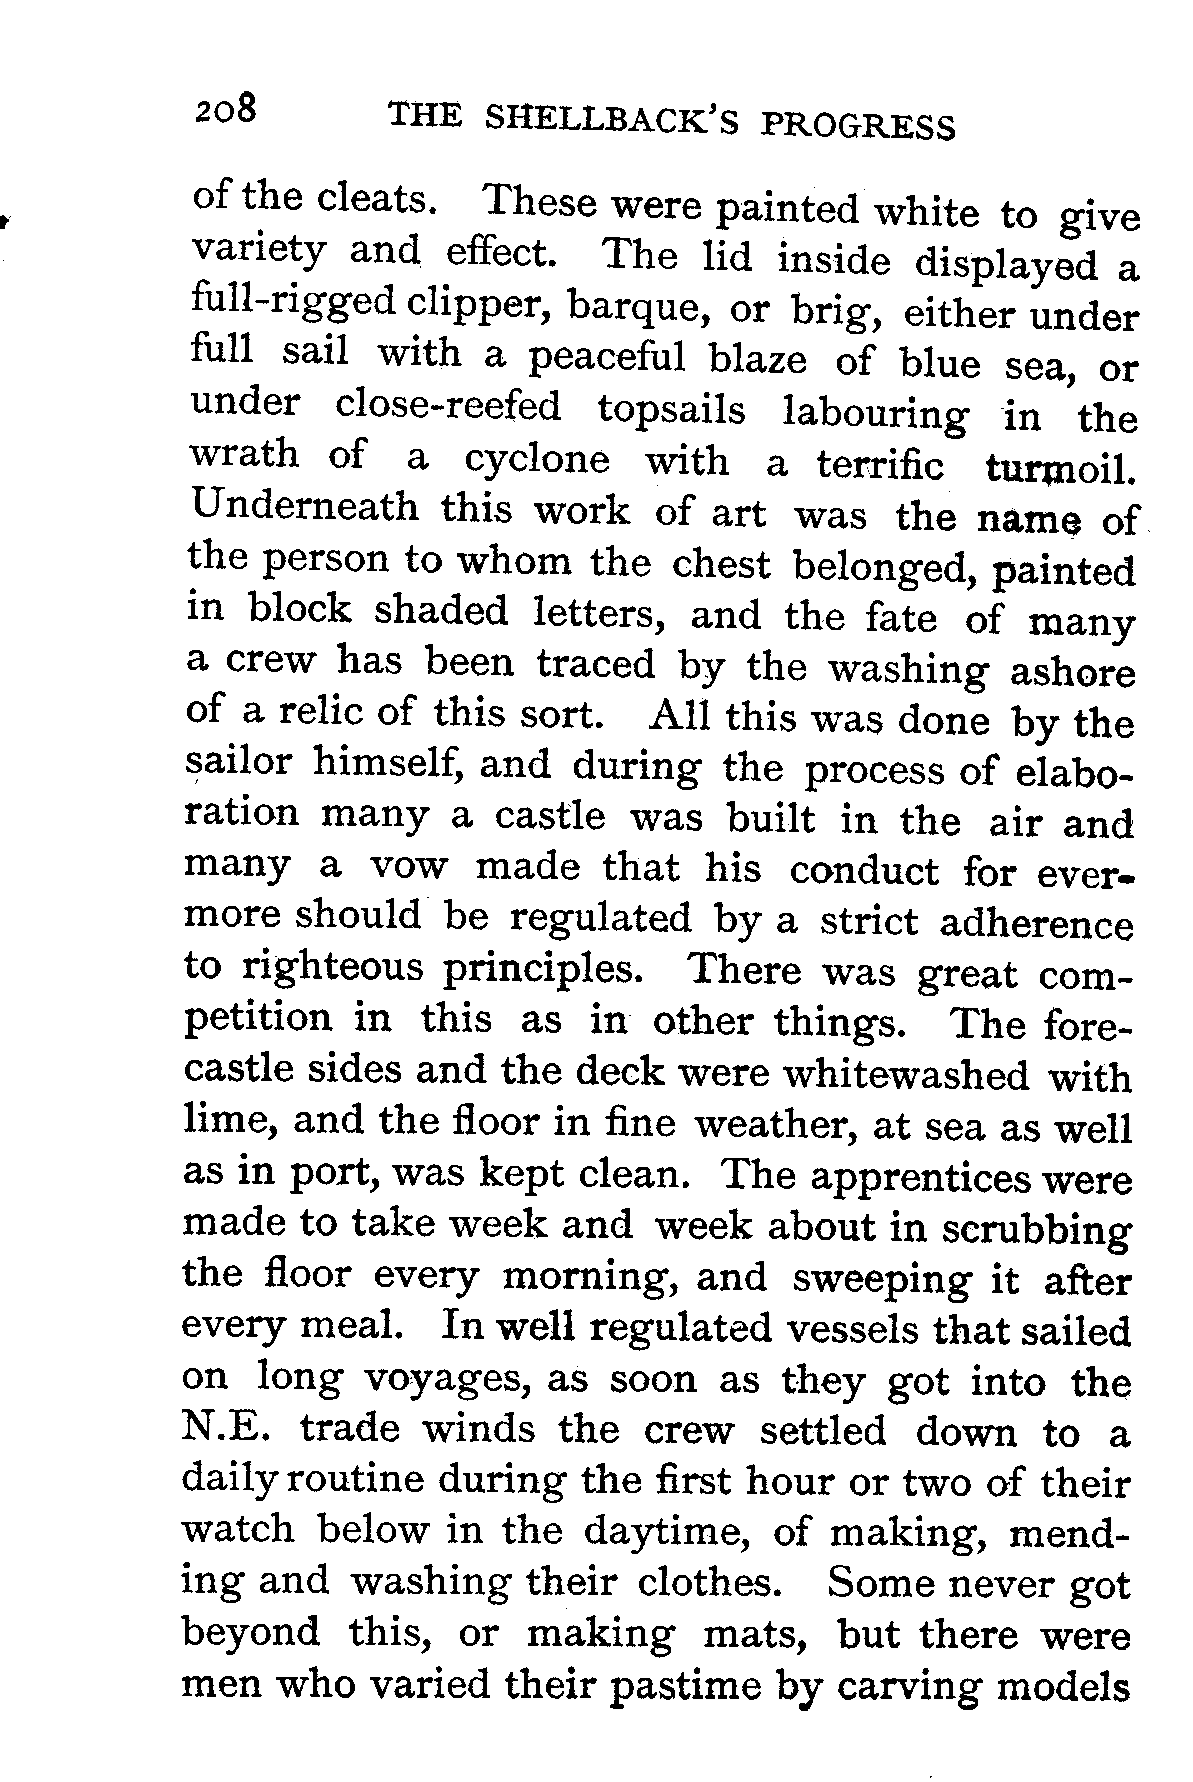 208 THE SHELLBACK'S PROGRESS
of the cleats. These were painted white to give
variety and effect. The lid inside displayed a
full-rigged clipper, barque, or brig, either under
full sail with a peaceful blaze of blue sea, or
under close-reefed topsails labouring in the
wrath of a cyclone with a terrific turmoil.
Underneath this work of art was the name of
the person to whom the chest belonged, painted
in block shaded letters, and the fate of many
a crew has been traced by the washing ashore
of a relic of this sort. All this was done by the
sailor himself, and during the process of elabo-
ration many a castle was built in the air and
many a vow made that his conduct for ever-
more should be regulated by a strict adherence
to righteous principles. There was great com-
petition in this as in other things. The fore-
castle sides and the deck were whitewashed with
lime, and the floor in fine weather, at sea as well
as in port, was kept clean. The apprentices were
made to take week and week about in scrubbing
the floor every morning, and sweeping it after
every meal. In well regulated vessels that sailed
on long voyages, as soon as they got into the
N.E. trade winds the crew settled down to a
daily routine during the first hour or two of their
watch below in the daytime, of making, mend-
ing and washing their clothes. Some never got
beyond this, or making mats, but there were
men who varied their pastime by carving models